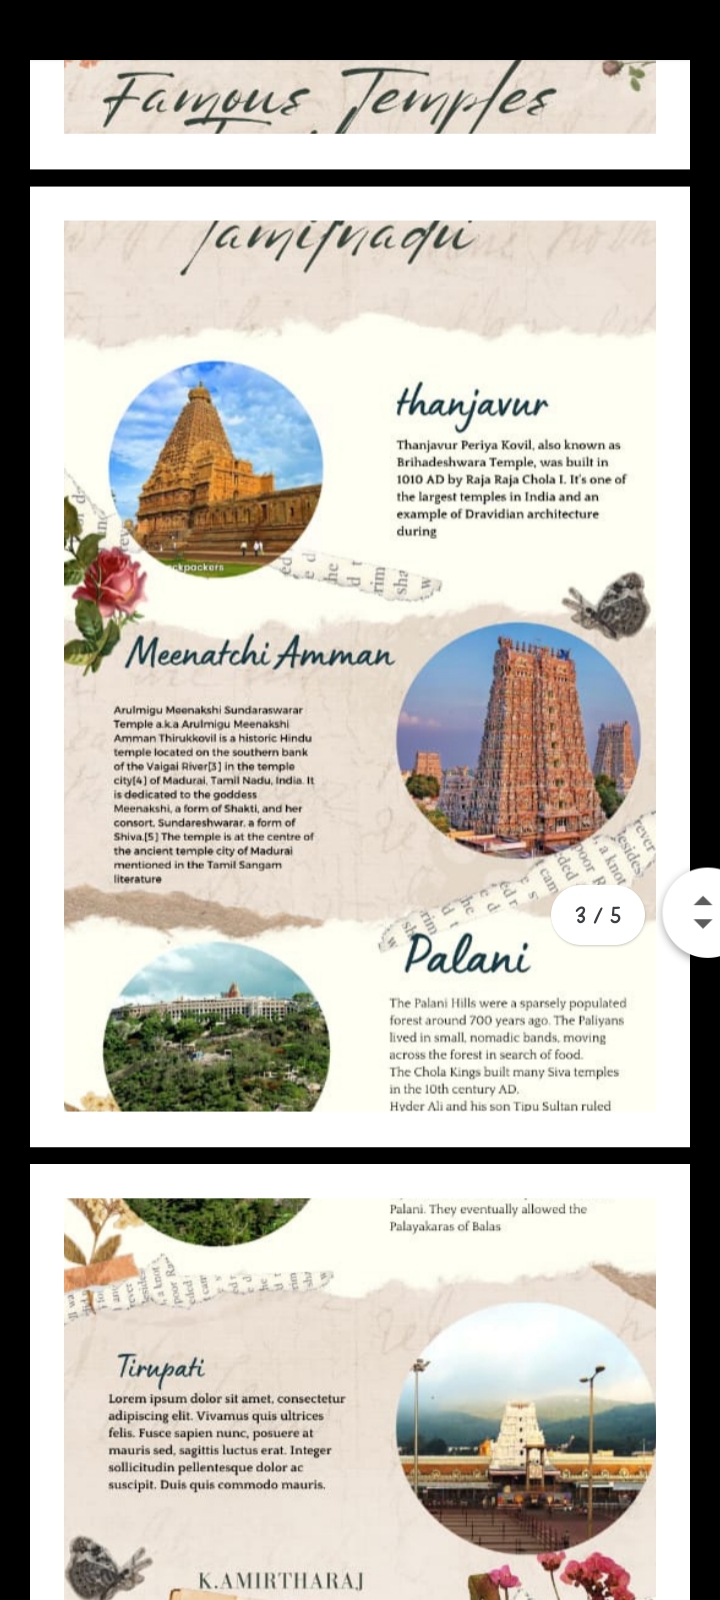 Famous Temples
Tamilnadu
thanjavur
Thanjavur Periya Kovil, also known as
Brihadeshwara Temple, was built in
1010 AD by Raja Raja Chola I. It's one of
the largest temples in India and an
example of Dravidian architecture
during
ckpackers
Meenatchi Amman
Arulmigu Meenakshi Sundaraswarar
Temple a.k.a Arulmigu Meenakshi
Amman Thirukkovil is a historic Hindu
temple located on the southern bank
of the Vaigai River[3] in the temple
city[4] of Madurai, Tamil Nadu, India. It
is dedicated to the goddess
Meenakshi, a form of Shakti, and her
consort, Sundareshwarar, a form of
Shiva.[5] The temple is at the centre of
the ancient temple city of Madurai
mentioned in the Tamil Sangam
literature
3 / 5
Palani
The Palani Hills were a sparsely populated
forest around 700 years ago. The Paliyans
lived in small, nomadic bands, moving
across the forest in search of food.
The Chola Kings built many Siva temples
in the 10th century AD.
Hyder Ali and his son Tipu Sultan ruled
Palani. They eventually allowed the
Palayakaras of Balas
Tirupati
Lorem ipsum dolor sit amet, consectetur
adipiscing elit. Vivamus quis ultrices
felis. Fusce sapien nunc, posuere at
mauris sed, sagittis luctus erat. Integer
sollicitudin pellentesque dolor ac
suscipit. Duis quis commodo mauris.
K.AMIRTHARAJ